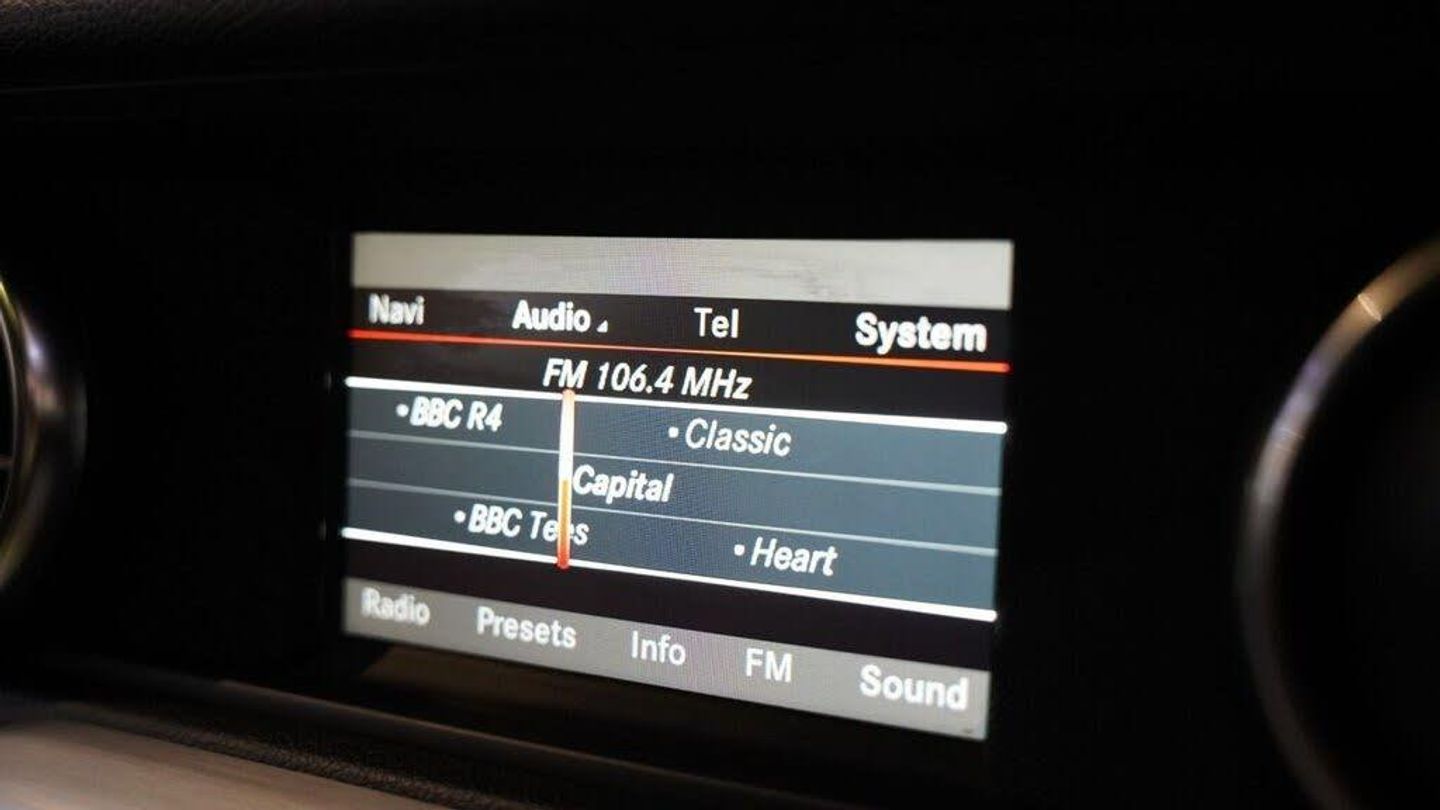 Navi Audio Tel System
FM 106.4 MHz
•BBC R4 •Classic
Capital
•BBC Tees •Heart
Radio Presets Info FM Sound